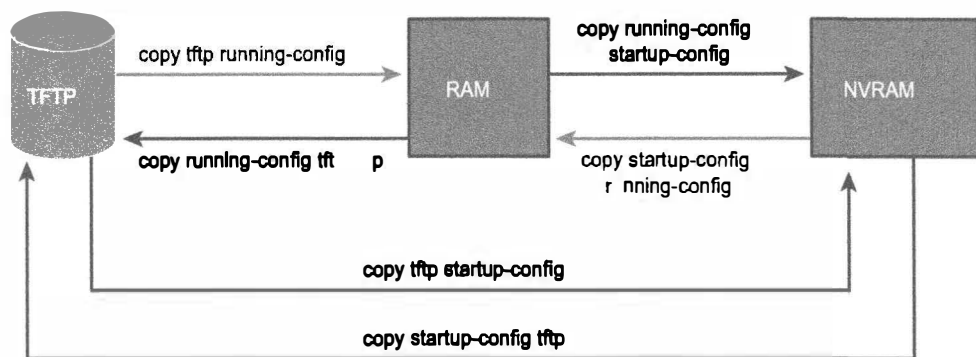 copy tftp running-config
copy running-config
startup-config
TFTP
RAM
NVRAM
copy running-config tft p
copy startup-config
r nning-config
copy tftp startup-config
copy startup-config tftp